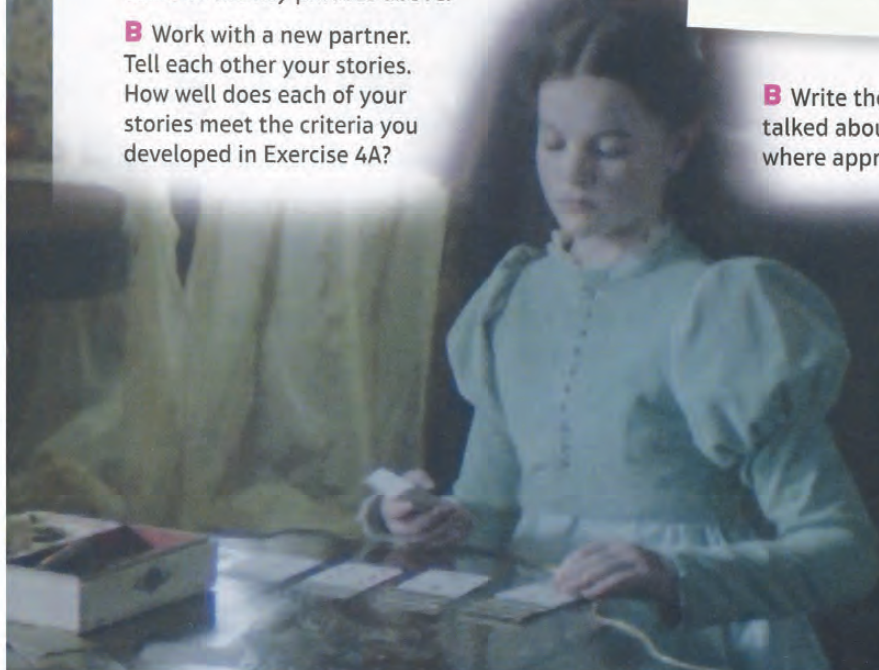 B Work with a new partner.
Tell each other your stories.
How well does each of your
stories meet the criteria you
developed in Exercise 4A?
B Write the
talked abou
where appr